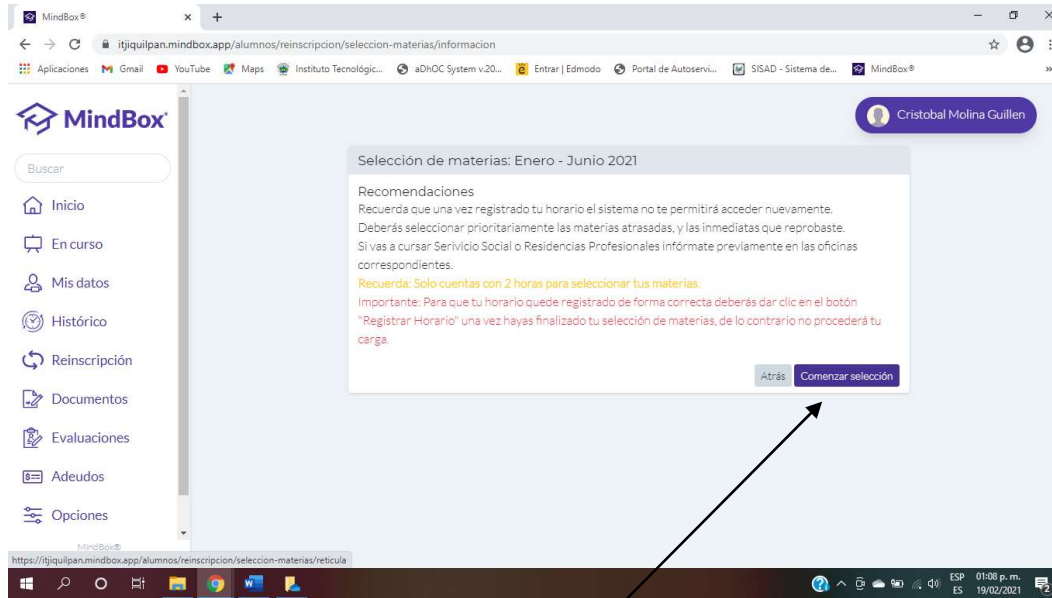 MindBox®
itjiquilpan.mindbox.app/alumnos/reinscripcion/seleccion-materias/informacion
Aplicaciones
Gmail
YouTube
Maps
Instituto Tecnológic...
aDhOC System v.20...
Entrar | Edmodo
Portal de Autoservi...
SISAD - Sistema de...
MindBox®
»
MindBox
Cristobal Molina Guillen
Buscar
Inicio
En curso
Mis datos
Histórico
Reinscripción
Documentos
Evaluaciones
Adeudos
Opciones
MindBox®
Selección de materias: Enero - Junio 2021
Recomendaciones
Recuerda que una vez registrado tu horario el sistema no te permitirá acceder nuevamente.
Deberás seleccionar prioritariamente las materias atrasadas, y las inmediatas que reprobaste.
Si vas a cursar Serivicio Social o Residencias Profesionales infórmate previamente en las oficinas
correspondientes.
Recuerda: Solo cuentas con 2 horas para seleccionar tus materias.
Importante: Para que tu horario quede registrado de forma correcta deberás dar clic en el botón
"Registrar Horario" una vez hayas finalizado tu selección de materias, de lo contrario no procederá tu
carga.
Atrás
Comenzar selección
https://itjiquilpan.mindbox.app/alumnos/reinscripcion/seleccion-materias/reticula
ESP
ES
01:08 p. m.
19/02/2021
2